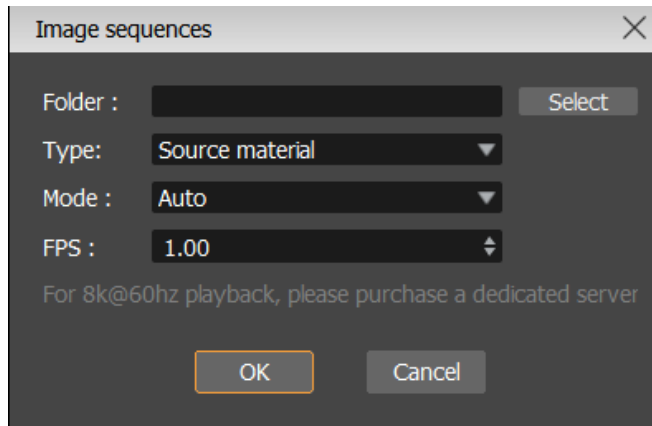 Image sequences
Folder : Select
Type: Source material
Mode : Auto
FPS : 1.00
For 8k@60hz playback, please purchase a dedicated server
OK Cancel